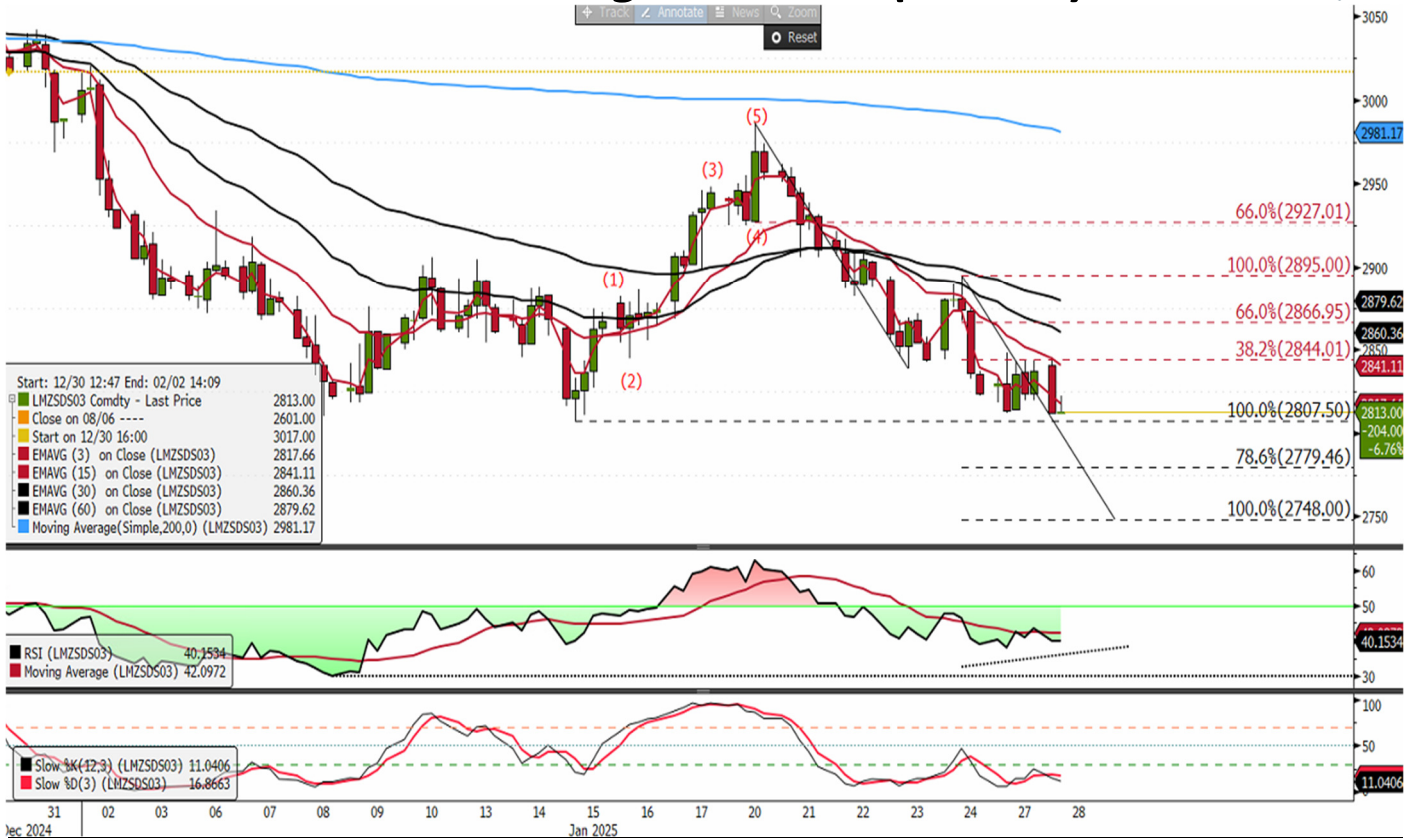 Track Annotate News Zoom
Reset
3050
3000
2981.17
2950
2900
2879.62
2860.36
2850
2841.11
2813.00
-204.00
-6.76%
2750
(5)
(3)
(4)
(1)
(2)
66.0%(2927.01)
100.0%(2895.00)
66.0%(2866.95)
38.2%(2844.01)
100.0%(2807.50)
78.6%(2779.46)
100.0%(2748.00)
Start: 12/30 12:47 End: 02/02 14:09
LMZSDS03 Comdty - Last Price 2813.00
Close on 08/06 ---- 2601.00
Start on 12/30 16:00 3017.00
EMAVG (3) on Close (LMZSDS03) 2817.66
EMAVG (15) on Close (LMZSDS03) 2841.11
EMAVG (30) on Close (LMZSDS03) 2860.36
EMAVG (60) on Close (LMZSDS03) 2879.62
Moving Average(Simple,200,0) (LMZSDS03) 2981.17
60
50
40.1534
30
RSI (LMZSDS03) 40.1534
Moving Average (LMZSDS03) 42.0972
100
50
11.0406
Slow %K(12,3) (LMZSDS03) 11.0406
Slow %D(3) (LMZSDS03) 16.8663
31 02 03 06 07 08 09 10 13 14 15 16 17 20 21 22 23 24 27 28
Dec 2024 Jan 2025